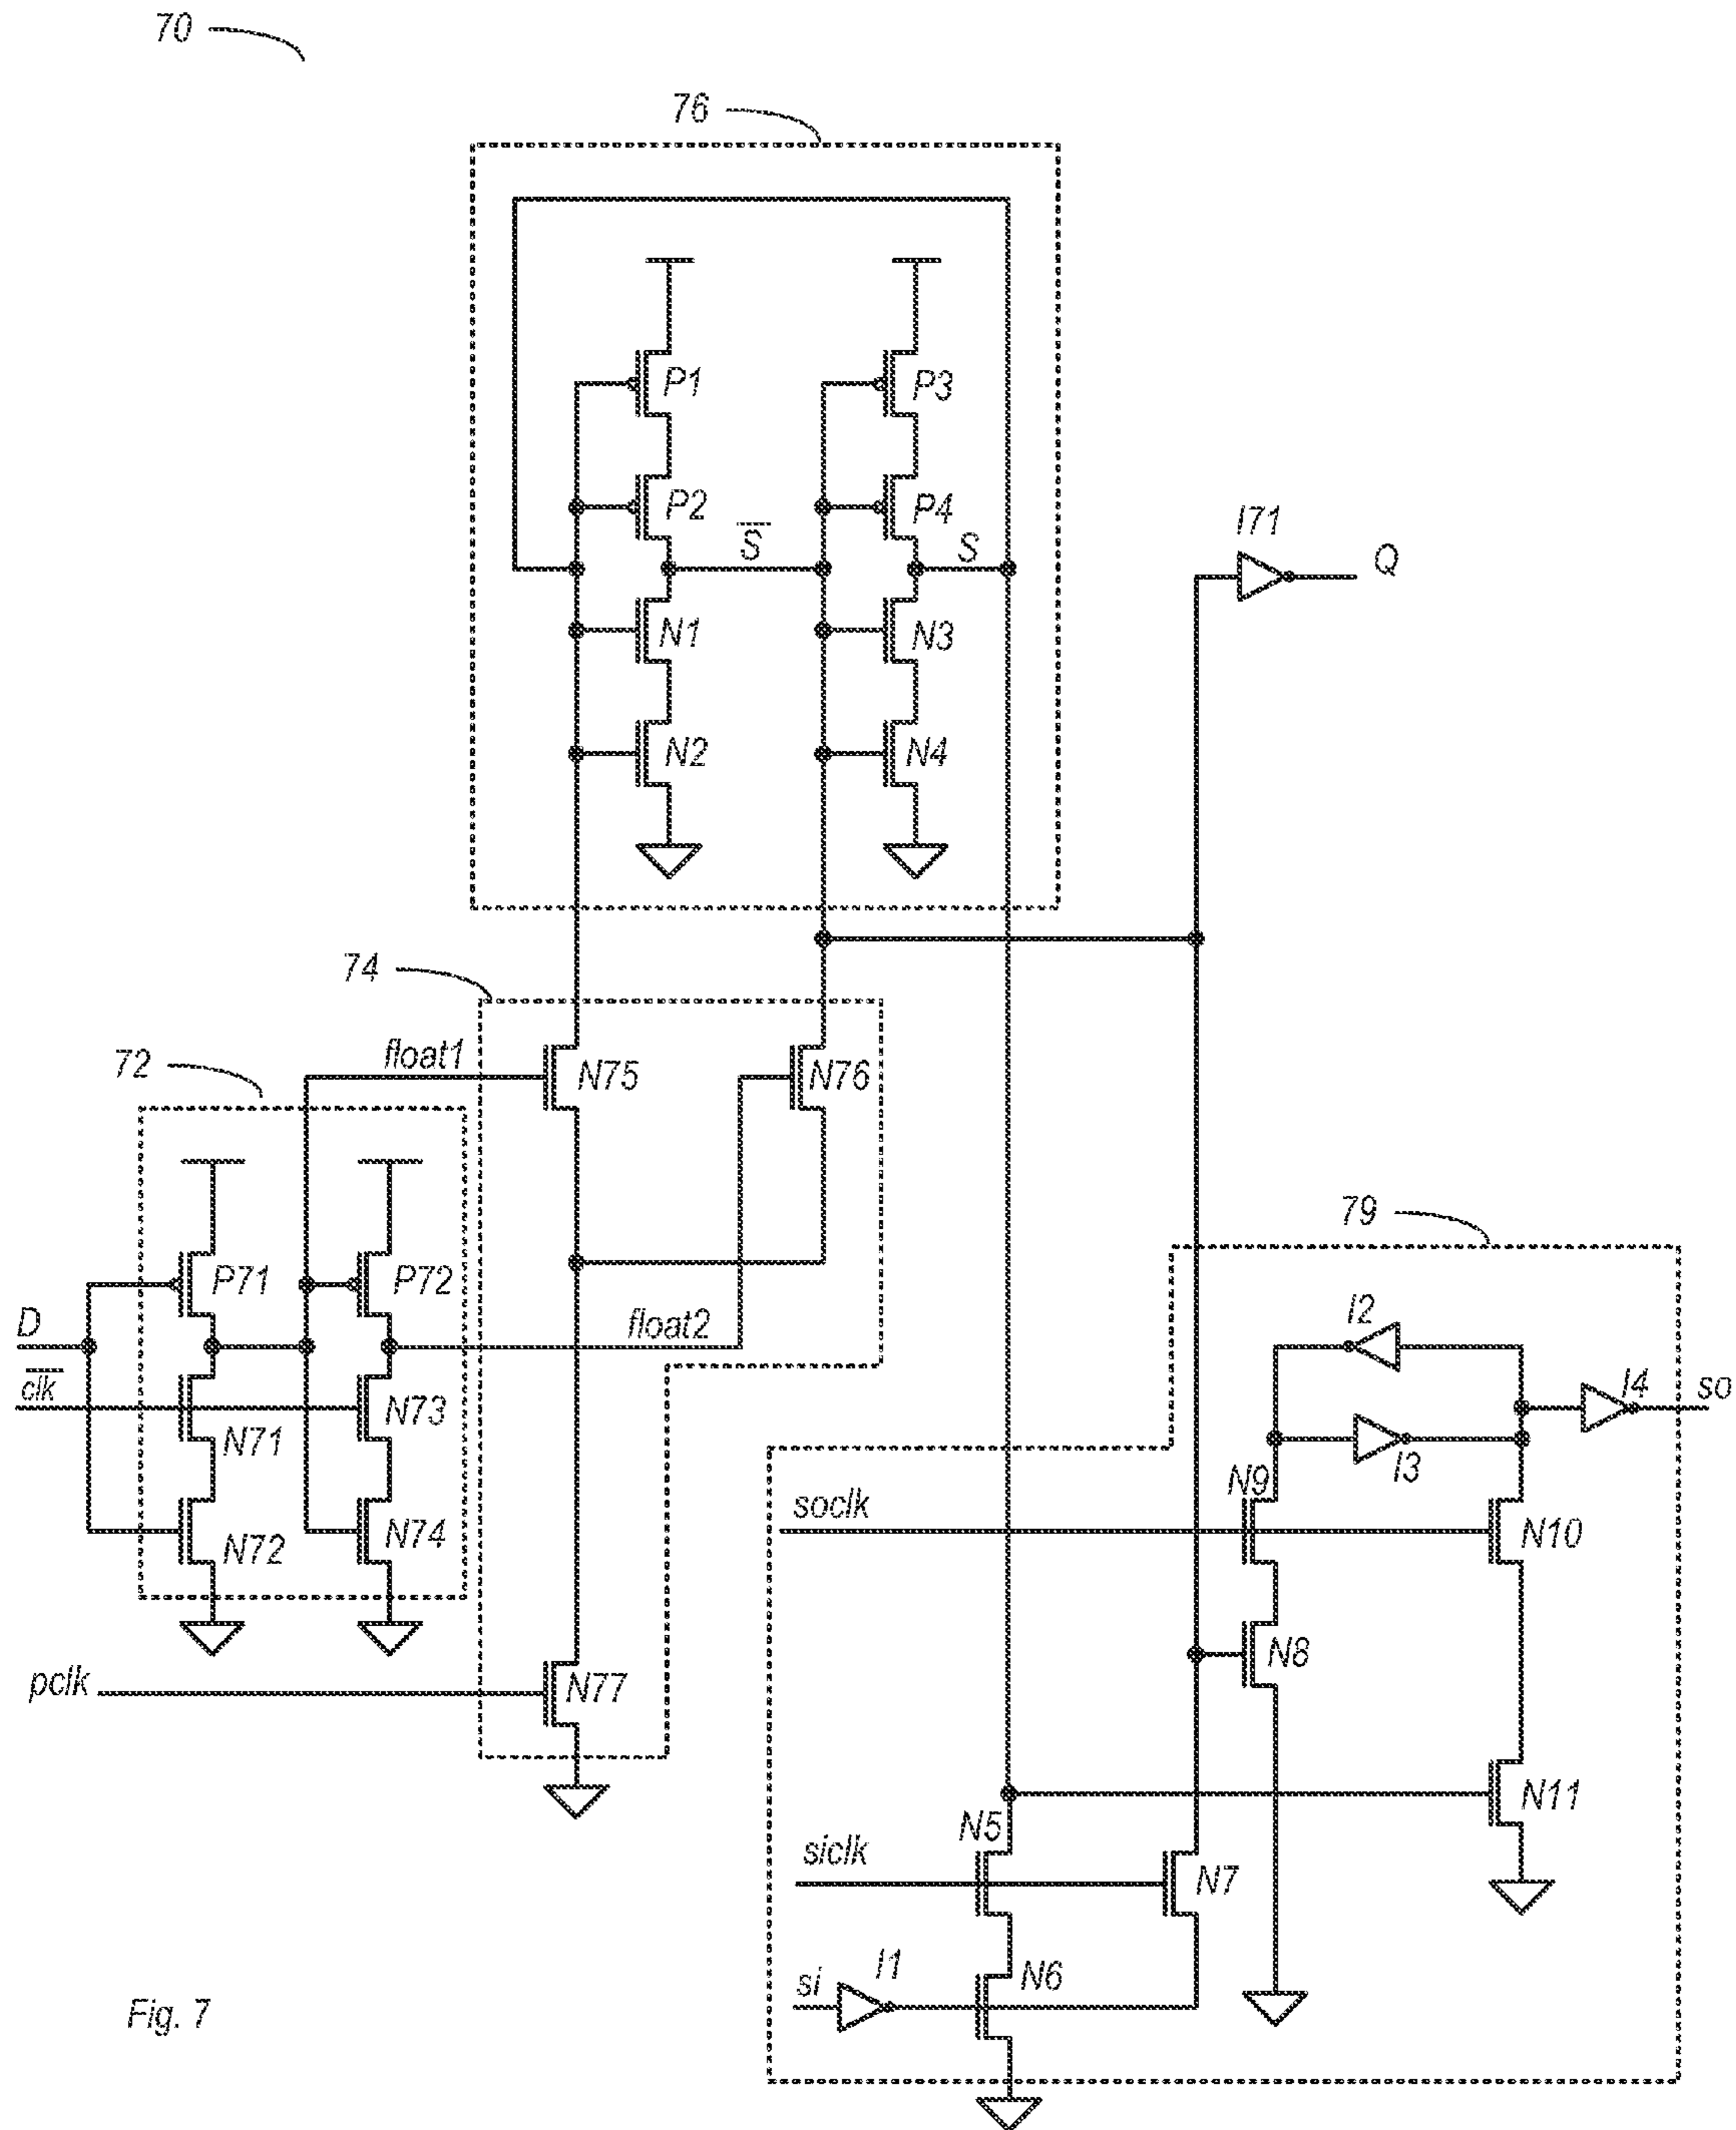 70
76
P1
P3
P2
P4
S̅
S
I71
Q
N1
N3
N2
N4
74
72
float1
N75
N76
79
P71
P72
D
float2
I2
c̅l̅k̅
N73
I4
so
N71
I3
N9
soclk
N10
N72
N74
N8
pclk
N77
N11
N5
siclk
N7
si
I1
N6
Fig. 7